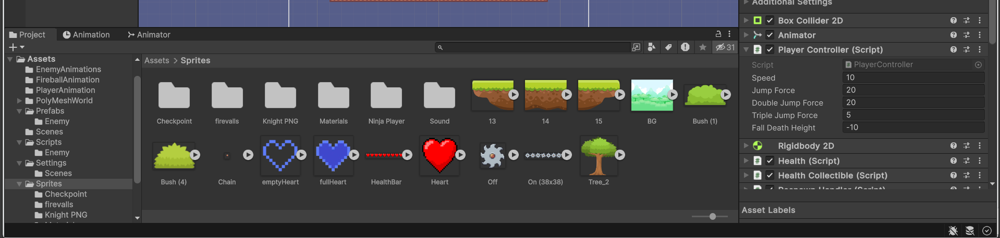 Additional Settings
Box Collider 2D
Project
Animation
Animator
Animator
31
Player Controller (Script)
Assets
EnemyAnimations
FireballAnimation
PlayerAnimation
PolyMeshWorld
Prefabs
Enemy
Scenes
Scripts
Enemy
Settings
Scenes
Sprites
Checkpoint
firevalls
Knight PNG
Assets > Sprites
Checkpoint
firevalls
Knight PNG
Materials
Ninja Player
Sound
13
14
15
BG
Bush (1)
Bush (4)
Chain
emptyHeart
fullHeart
HealthBar
Heart
Off
On (38x38)
Tree_2
Script PlayerController
Speed 10
Jump Force 20
Double Jump Force 20
Triple Jump Force 5
Fall Death Height -10
Rigidbody 2D
Health (Script)
Health Collectible (Script)
Respawn Handler (Script)
Asset Labels